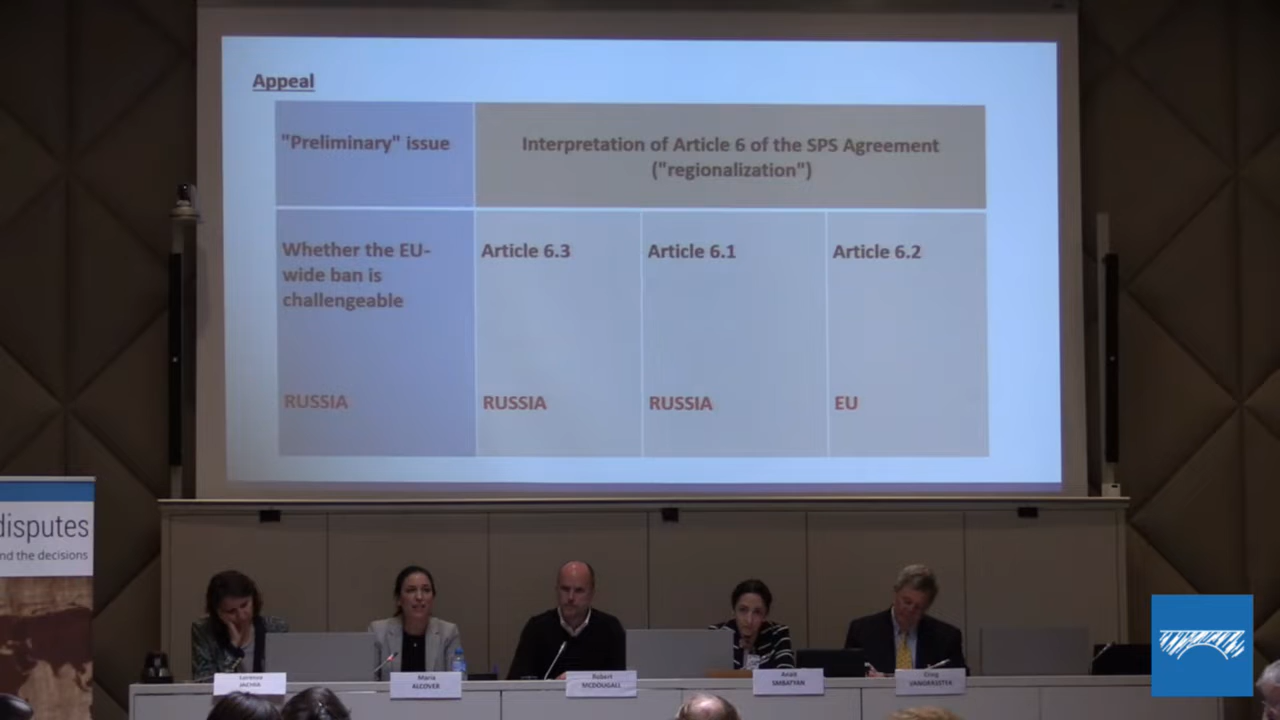 Appeal
"Preliminary" issue
Interpretation of Article 6 of the SPS Agreement
("regionalization")
Whether the EU-
wide ban is
challengeable
Article 6.3
Article 6.1
Article 6.2
RUSSIA
RUSSIA
RUSSIA
EU
disputes
nd the decisions
Maria
ALCOVER
Robert
MCDOUGALL
Anait
SMBATYAN
Greg